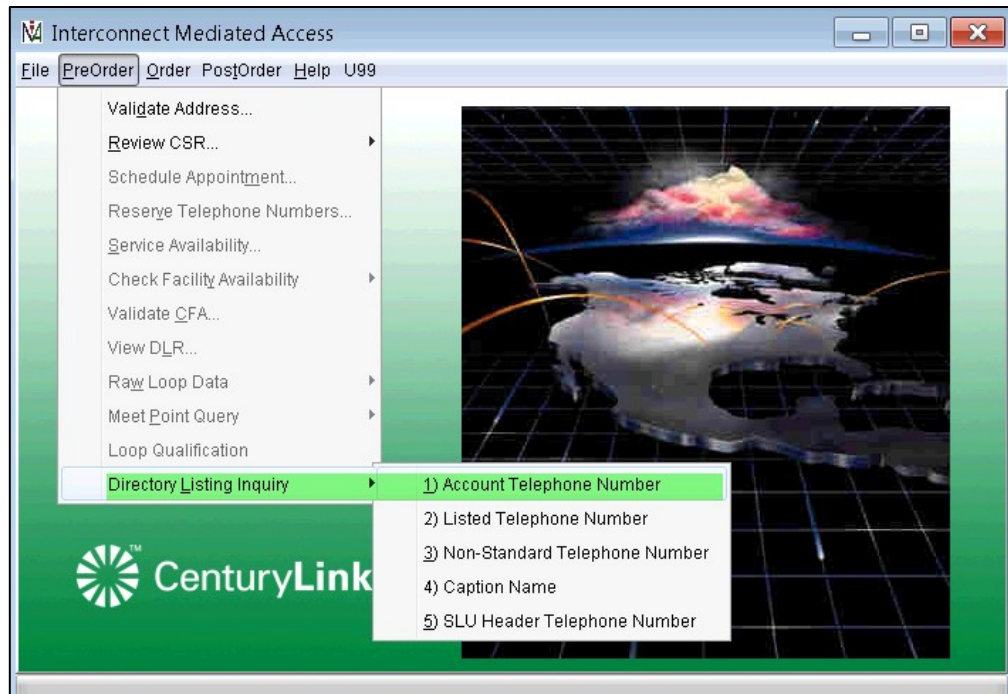 Interconnect Mediated Access
File PreOrder Order PostOrder Help U99
Validate Address...
Review CSR...
Schedule Appointment...
Reserve Telephone Numbers...
Service Availability...
Check Facility Availability
Validate CFA...
View DLR...
Raw Loop Data
Meet Point Query
Loop Qualification
Directory Listing Inquiry
1) Account Telephone Number
2) Listed Telephone Number
3) Non-Standard Telephone Number
4) Caption Name
5) SLU Header Telephone Number
CenturyLink™